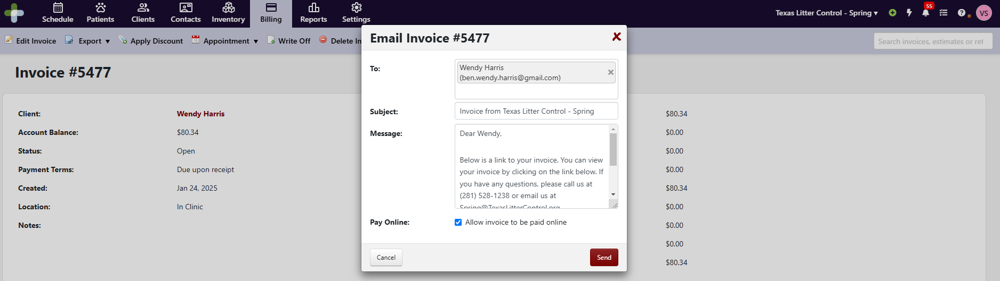 Schedule
Patients
Clients
Contacts
Inventory
Billing
Reports
Settings
Texas Litter Control - Spring ▾
55
?
VS
Edit Invoice
Export ▾
Apply Discount
Appointment ▾
Write Off
Delete In
Search invoices, estimates or ref
Invoice #5477
Client: Wendy Harris $80.34
Account Balance: $80.34 $0.00
Status: Open $0.00
Payment Terms: Due upon receipt $0.00
Created: Jan 24, 2025 $80.34
Location: In Clinic $0.00
Notes: $0.00
$0.00
$80.34
Email Invoice #5477
To:
Wendy Harris
(ben.wendy.harris@gmail.com)
Subject: Invoice from Texas Litter Control - Spring
Message:
Dear Wendy,
Below is a link to your invoice. You can view
your invoice by clicking on the link below. If
you have any questions, please call us at
(281) 528-1238 or email us at
Spring@TexasLitterControl.org
Pay Online: Allow invoice to be paid online
Cancel
Send